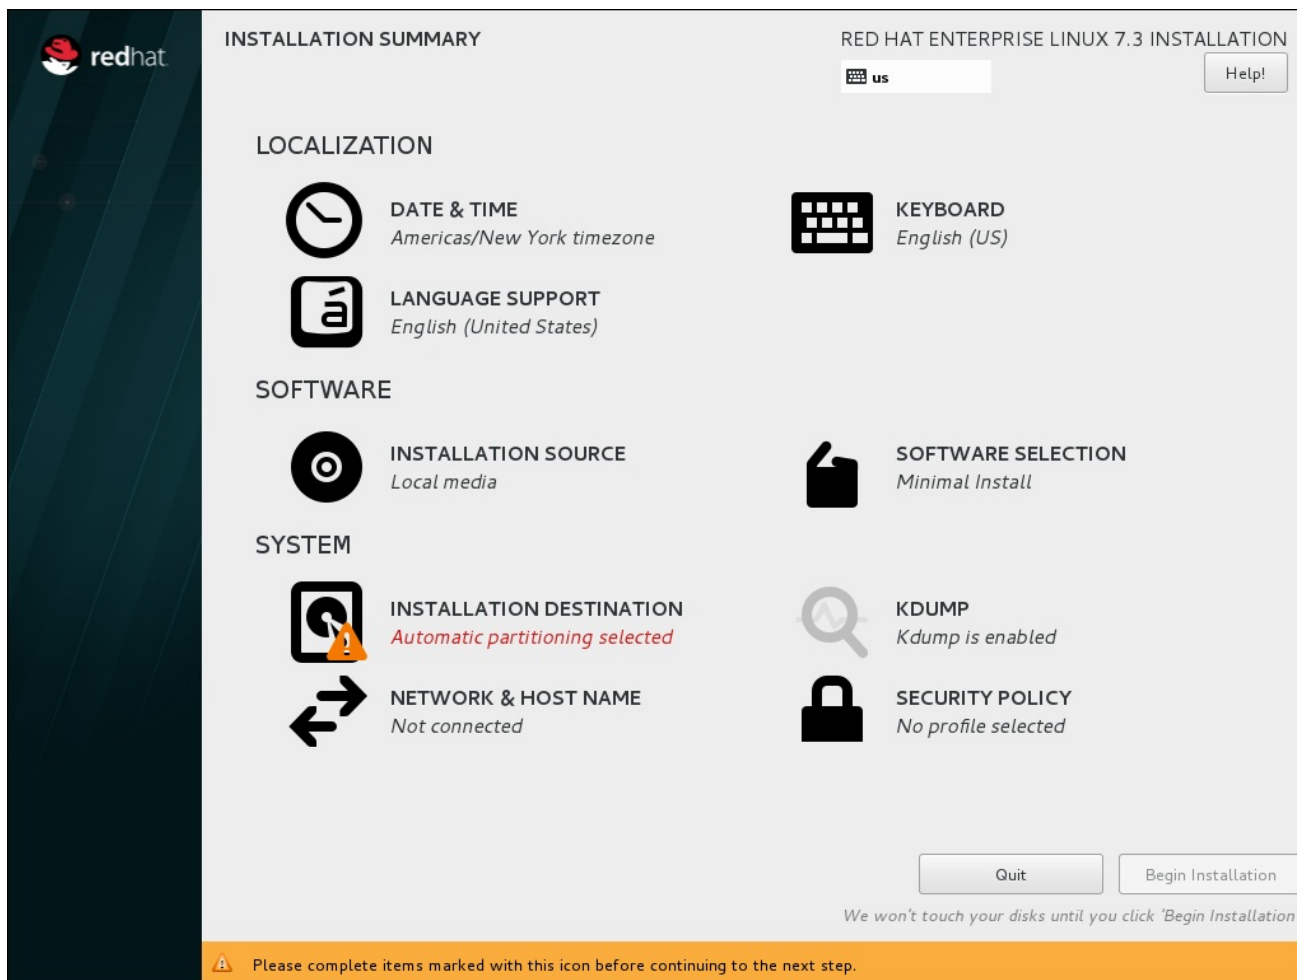 redhat
INSTALLATION SUMMARY
RED HAT ENTERPRISE LINUX 7.3 INSTALLATION
us
Help!
LOCALIZATION
DATE & TIME
Americas/New York timezone
KEYBOARD
English (US)
á
LANGUAGE SUPPORT
English (United States)
SOFTWARE
INSTALLATION SOURCE
Local media
SOFTWARE SELECTION
Minimal Install
SYSTEM
INSTALLATION DESTINATION
Automatic partitioning selected
KDUMP
Kdump is enabled
NETWORK & HOST NAME
Not connected
SECURITY POLICY
No profile selected
Quit
Begin Installation
We won't touch your disks until you click 'Begin Installation
Please complete items marked with this icon before continuing to the next step.